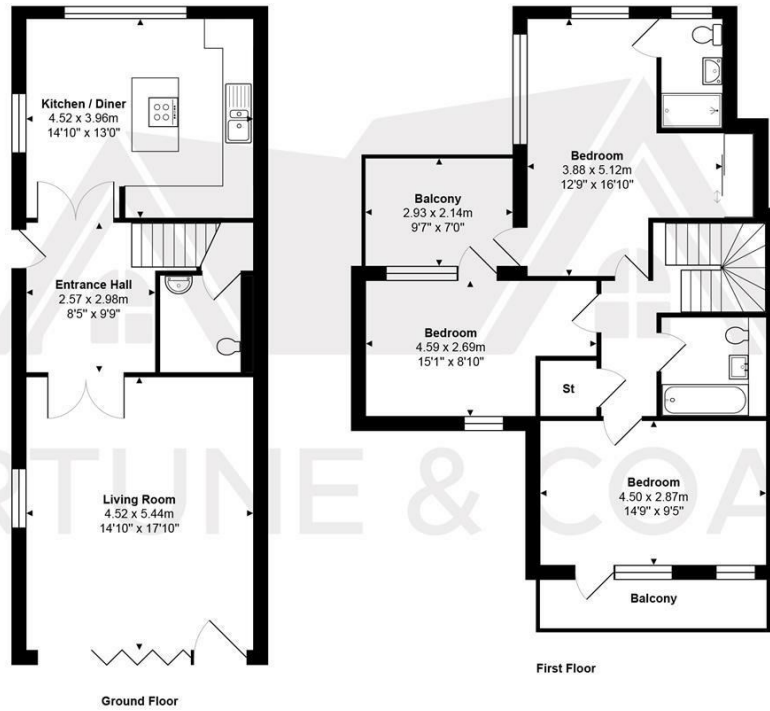 Kitchen / Diner
4.52 x 3.96m
14'10" x 13'0"
Entrance Hall
2.57 x 2.98m
8'5" x 9'9"
Living Room
4.52 x 5.44m
14'10" x 17'10"
Ground Floor
Bedroom
3.88 x 5.12m
12'9" x 16'10"
Balcony
2.93 x 2.14m
9'7" x 7'0"
Bedroom
4.59 x 2.69m
15'1" x 8'10"
St
Bedroom
4.50 x 2.87m
14'9" x 9'5"
Balcony
First Floor
RTUNE & COA